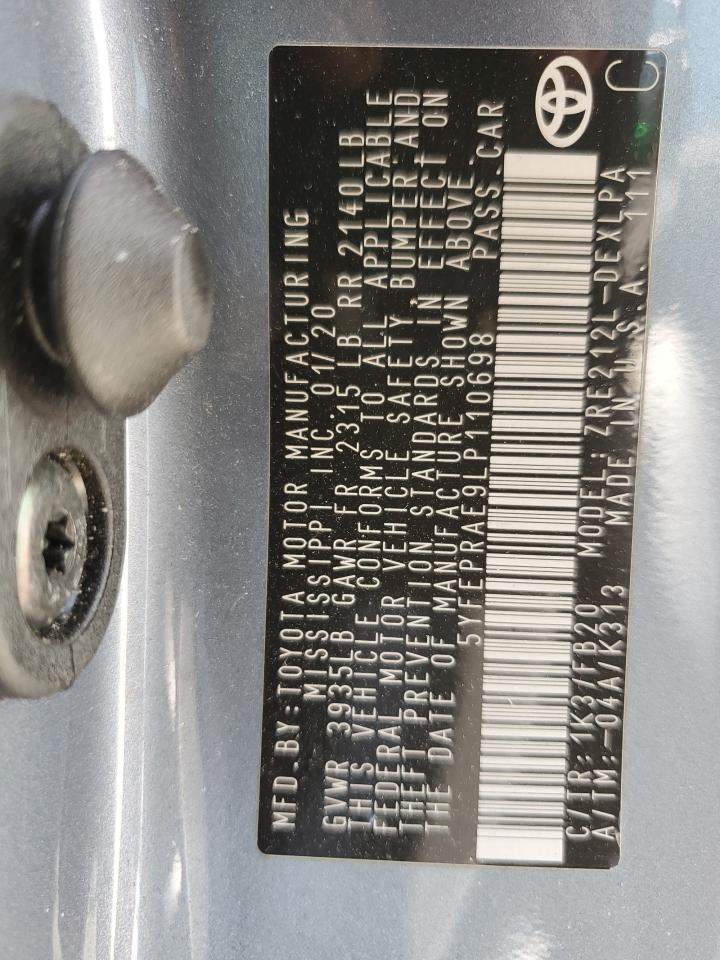 MFD.BY:TOYOTA MOTOR MANUFACTURING
MISSISSIPPI INC.01/20
GVWR 3935LB GAWR FR 2315 LB RR 2140LB
THIS VEHICLE CONFORMS TO ALL APPLICABLE
FEDERAL MOTOR VEHICLE SAFETY, BUMPER AND
THEFT PREVENTION STANDARDS IN EFFECT ON
THE DATE OF MANUFACTURE SHOWN ABOVE.
5YFEPRAE9LP110698 PASS.CAR
C/TR:1K3/FB20 MODEL:ZRE212L-DEXLPA
A/TM:-04A/K313 MADE IN U.S.A. 111
C